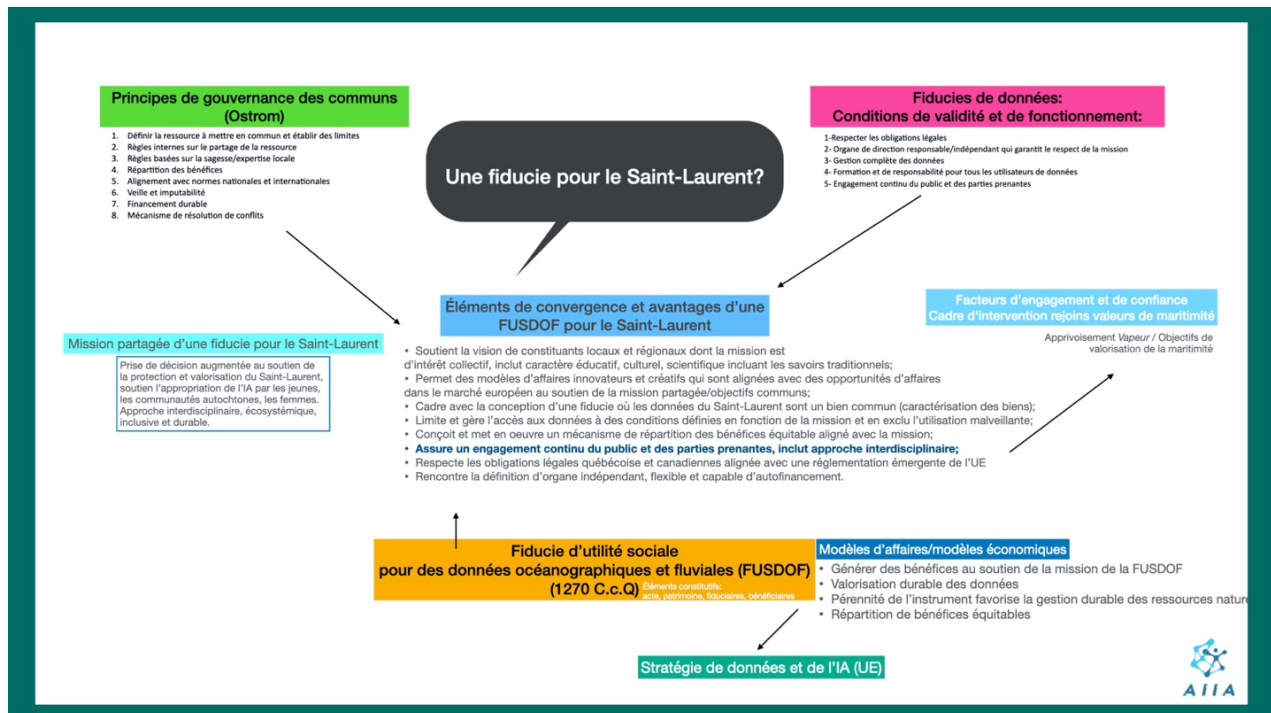 Principes de gouvernance des communs
(Ostrom)
1. Définir la ressource à mettre en commun et établir des limites
2. Règles internes sur le partage de la ressource
3. Règles basées sur la sagesse/expertise locale
4. Répartition des bénéfices
5. Alignement avec normes nationales et internationales
6. Veille et imputabilité
7. Financement durable
8. Mécanisme de résolution de conflits
Une fiducie pour le Saint-Laurent?
Fiducies de données:
Conditions de validité et de fonctionnement:
1-Respecter les obligations légales
2- Organe de direction responsable/indépendant qui garantit le respect de la mission
3- Gestion complète des données
4- Formation et de responsabilité pour tous les utilisateurs de données
5- Engagement continu du public et des parties prenantes
Mission partagée d'une fiducie pour le Saint-Laurent
Prise de décision augmentée au soutien de
la protection et valorisation du Saint-Laurent,
soutien l'appropriation de l'IA par les jeunes,
les communautés autochtones, les femmes.
Approche interdisciplinaire, écosystémique,
inclusive et durable.
Éléments de convergence et avantages d'une
FUSDOF pour le Saint-Laurent
• Soutient la vision de constituants locaux et régionaux dont la mission est
d'intérêt collectif, inclut caractère éducatif, culturel, scientifique incluant les savoirs traditionnels;
• Permet des modèles d'affaires innovateurs et créatifs qui sont alignées avec des opportunités d'affaires
dans le marché européen au soutien de la mission partagée/objectifs communs;
• Cadre avec la conception d'une fiducie où les données du Saint-Laurent sont un bien commun (caractérisation des biens);
• Limite et gère l'accès aux données à des conditions définies en fonction de la mission et en exclu l'utilisation malveillante;
• Conçoit et met en oeuvre un mécanisme de répartition des bénéfices équitable aligné avec la mission;
• Assure un engagement continu du public et des parties prenantes, inclut approche interdisciplinaire;
• Respecte les obligations légales québécoise et canadiennes alignée avec une réglementation émergente de l'UE
• Rencontre la définition d'organe indépendant, flexible et capable d'autofinancement.
Facteurs d'engagement et de confiance
Cadre d'intervention rejoins valeurs de maritimité
Apprivoisement Vapeur / Objectifs de
valorisation de la maritimité
Fiducie d'utilité sociale
pour des données océanographiques et fluviales (FUSDOF)
(1270 C.c.Q)
Éléments constitutifs:
acte, patrimoine, fiduciaires, bénéficiaires
Modèles d'affaires/modèles économiques
• Générer des bénéfices au soutien de la mission de la FUSDOF
• Valorisation durable des données
• Pérennité de l'instrument favorise la gestion durable des ressources nature
• Répartition de bénéfices équitables
Stratégie de données et de l'IA (UE)
AIIA